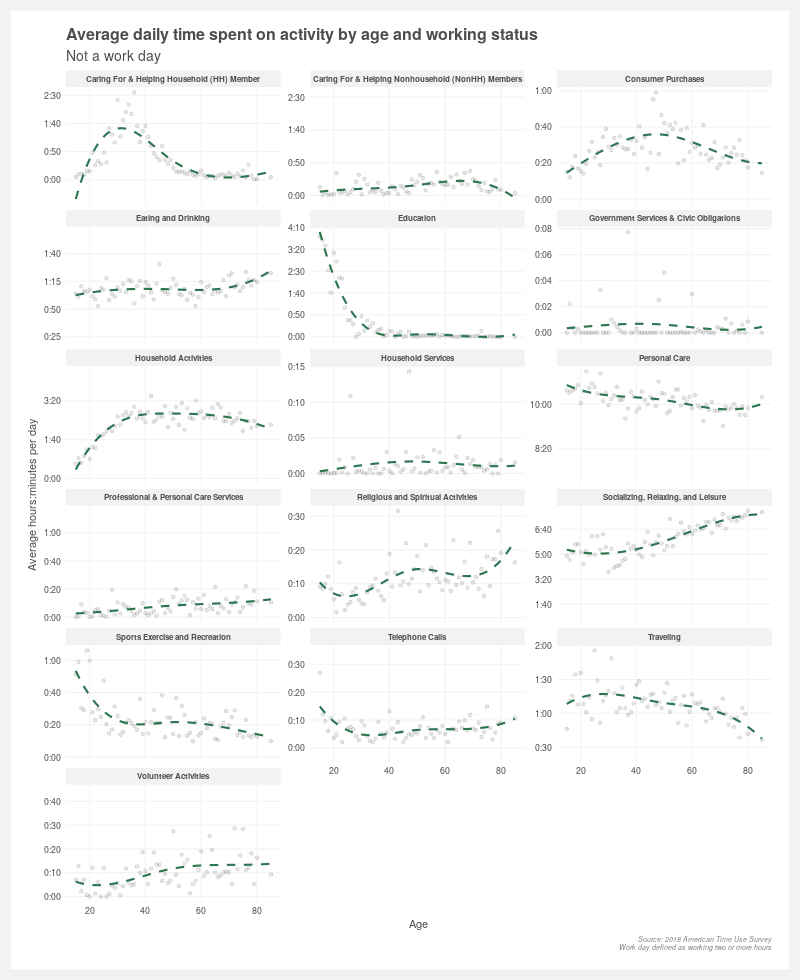 Average daily time spent on activity by age and working status
Not a work day
Caring For & Helping Household (HH) Member
Caring For & Helping Nonhousehold (NonHH) Members
Consumer Purchases
2:30
1:40
0:50
0:00
2:30
1:40
0:50
0:00
1:00
0:40
0:20
0:00
Eating and Drinking
Education
Government Services & Civic Obligations
1:40
1:15
0:50
0:25
4:10
3:20
2:30
1:40
0:50
0:00
0:08
0:06
0:04
0:02
0:00
Household Activities
Household Services
Personal Care
3:20
1:40
0:00
0:15
0:10
0:05
0:00
10:00
8:20
Professional & Personal Care Services
Religious and Spiritual Activities
Socializing, Relaxing, and Leisure
1:00
0:40
0:20
0:00
0:30
0:20
0:10
0:00
6:40
5:00
3:20
1:40
Sports Exercise and Recreation
Telephone Calls
Traveling
1:00
0:40
0:20
0:00
0:30
0:20
0:10
0:00
2:00
1:30
1:00
0:30
20 40 60 80
20 40 60 80
Volunteer Activities
0:40
0:30
0:20
0:10
0:00
20 40 60 80
Average hours:minutes per day
Age
Source: 2018 American Time Use Survey
Work day defined as working two or more hours